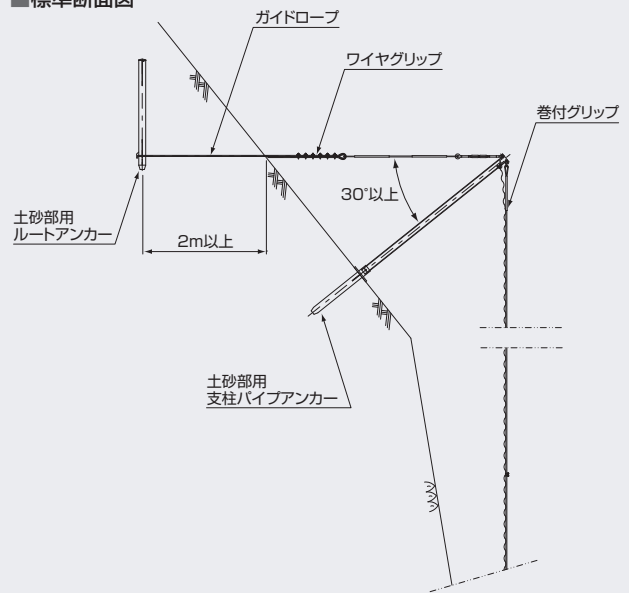 ■標準断面図
ガイドロープ
ワイヤグリップ
巻付グリップ
30°以上
土砂部用
ルートアンカー
2m以上
土砂部用
支柱パイプアンカー